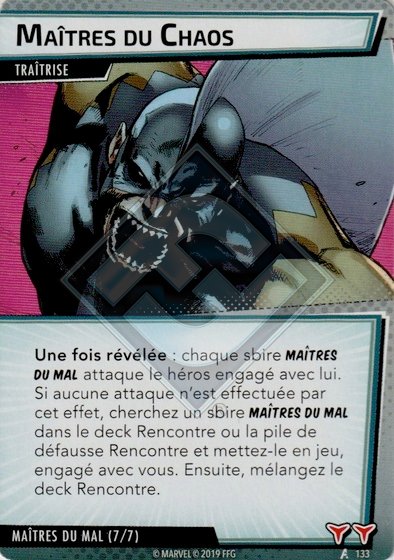 Maîtres du Chaos
TRAÎTRISE
Une fois révélée : chaque sbire MAÎTRES
DU MAL attaque le héros engagé avec lui.
Si aucune attaque n'est effectuée par
cet effet, cherchez un sbire MAÎTRES DU MAL
dans le deck Rencontre ou la pile de
défausse Rencontre et mettez-le en jeu,
engagé avec vous. Ensuite, mélangez le
deck Rencontre.
MAÎTRES DU MAL (7/7)
133
© MARVEL © 2019 FFG